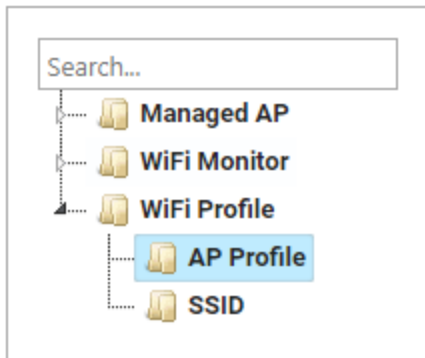 Search...
Managed AP
WiFi Monitor
WiFi Profile
AP Profile
SSID